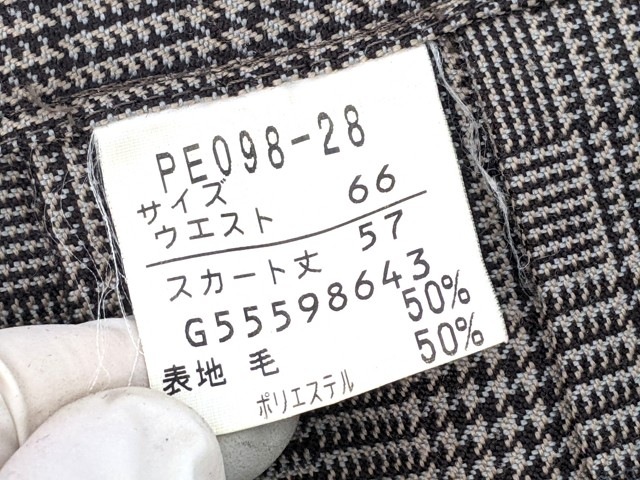 PE098-28
サイズ
ウエスト 66
スカート丈 57
G55598643
表地 毛 50%
ポリエステル 50%